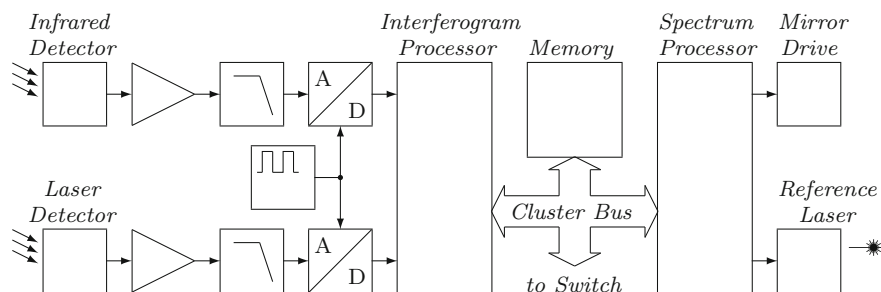 Infrared
Detector
Interferogram
Processor
Memory
Spectrum
Processor
Mirror
Drive
A
D
Laser
Detector
Cluster Bus
Reference
Laser
A
D
to Switch